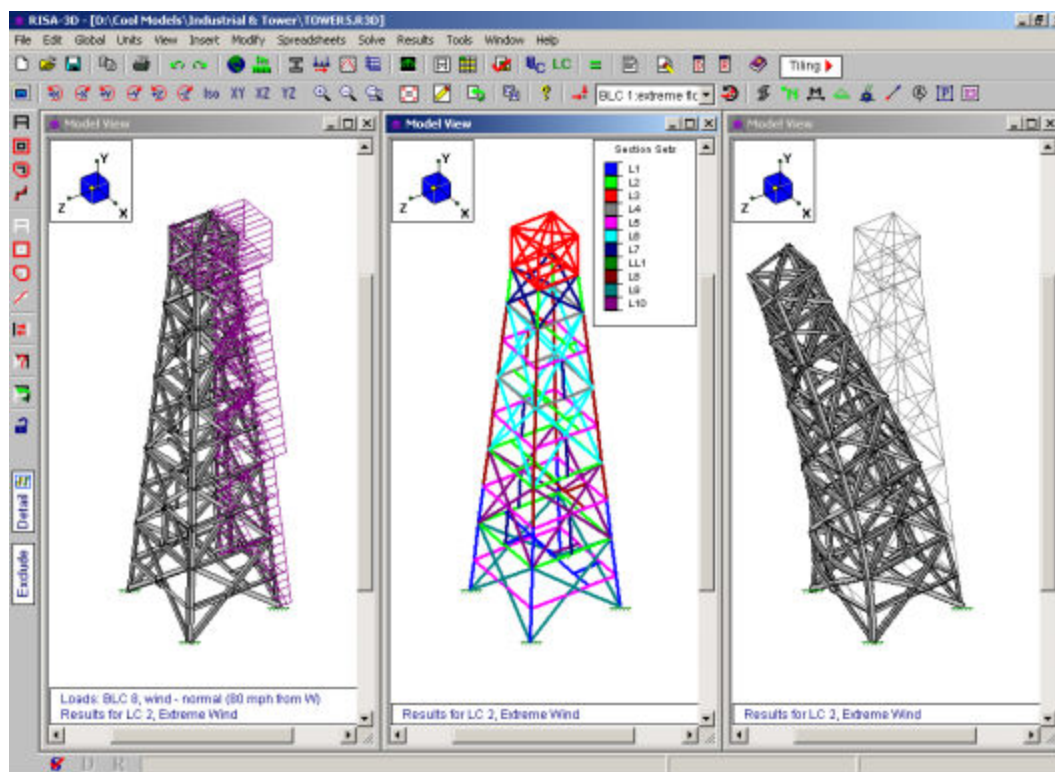 RISA-3D - [D:\Cool Models\Industrial & Tower\TOWER5.R3D]
File Edit Global Units View Insert Modify Spreadsheets Solve Results Tools Window Help
LC Tiling
Iso XY XZ YZ BLC 1:extreme flo
Model View
Y
Z
X
Loads: BLC 8, wind - normal (80 mph from W)
Results for LC 2, Extreme Wind
Model View
Y
Z
X
Section Sets
L1
L2
L3
L4
L5
L6
L7
LL1
L8
L9
L10
Results for LC 2, Extreme Wind
Model View
Y
Z
X
Results for LC 2, Extreme Wind
Detail
Exclude
D R